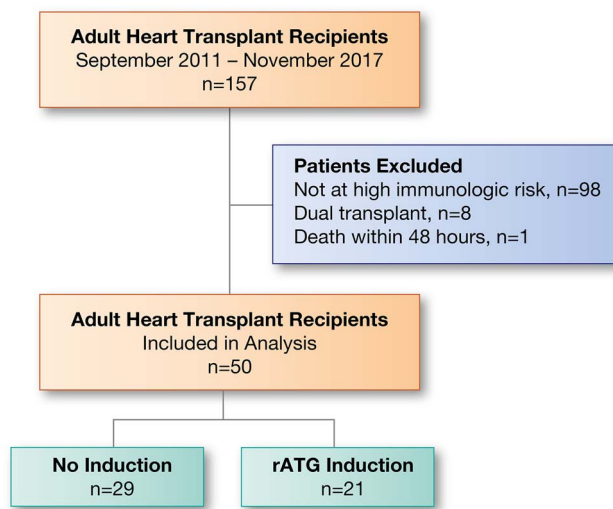 Adult Heart Transplant Recipients
September 2011 – November 2017
n=157
Patients Excluded
Not at high immunologic risk, n=98
Dual transplant, n=8
Death within 48 hours, n=1
Adult Heart Transplant Recipients
Included in Analysis
n=50
No Induction
n=29
rATG Induction
n=21